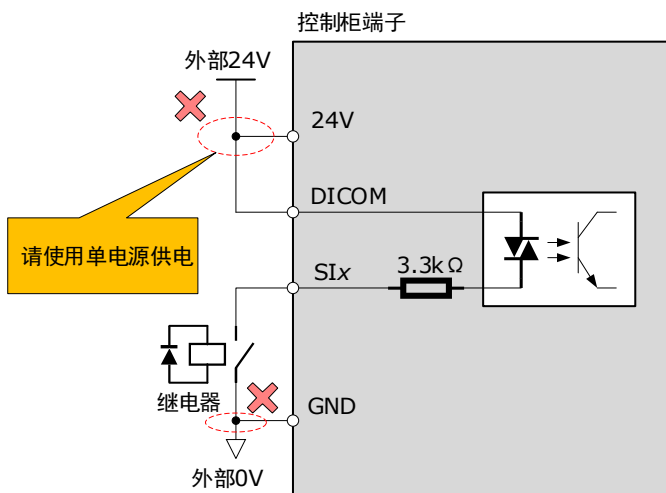 控制柜端子
外部24V
24V
DICOM
请使用单电源供电
SIx
3.3kΩ
继电器
GND
外部0V